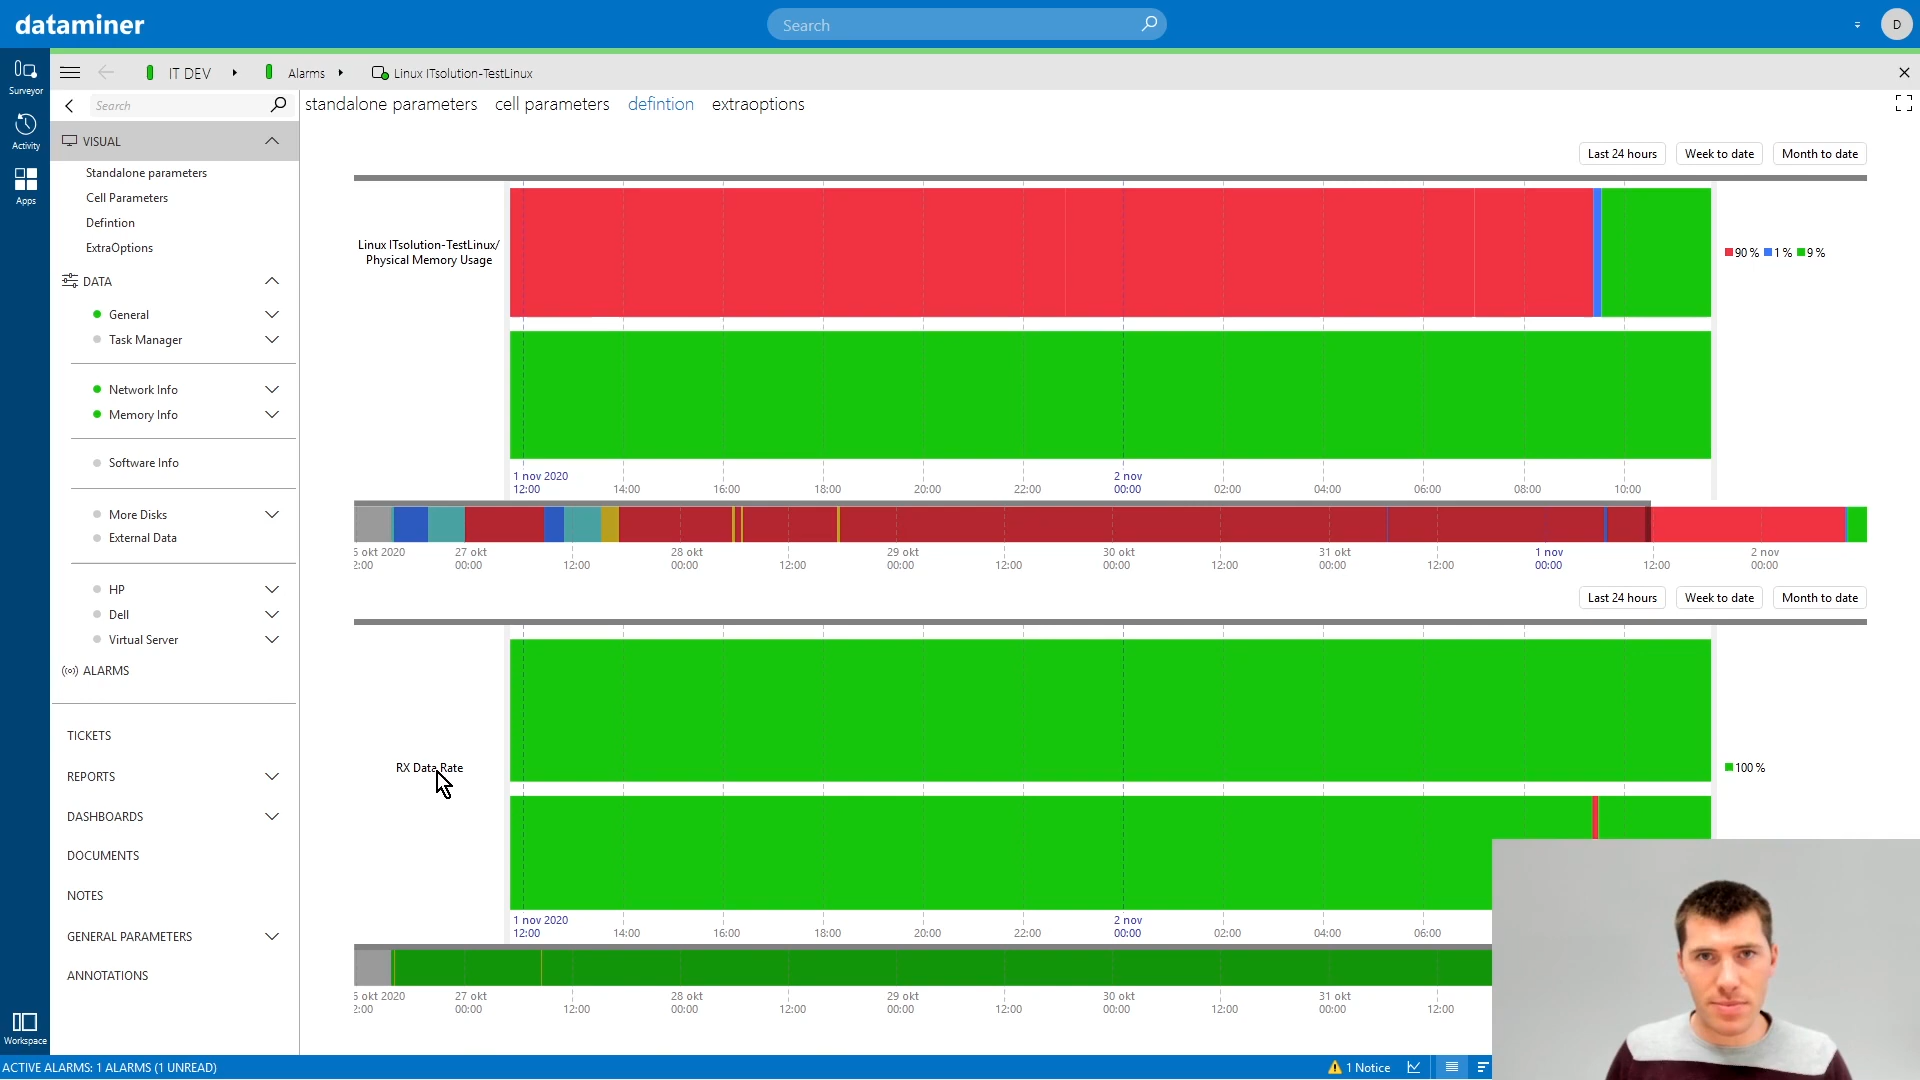 dataminer
Search
D
Surveyor
Activity
Apps
Workspace
IT DEV
Alarms
Linux ITsolution-TestLinux
Search
VISUAL
Standalone parameters
Cell Parameters
Defintion
ExtraOptions
DATA
General
Task Manager
Network Info
Memory Info
Software Info
More Disks
External Data
HP
Dell
Virtual Server
ALARMS
TICKETS
REPORTS
DASHBOARDS
DOCUMENTS
NOTES
GENERAL PARAMETERS
ANNOTATIONS
standalone parameters cell parameters defintion extraoptions
Last 24 hours Week to date Month to date
Linux ITsolution-TestLinux/
Physical Memory Usage
90 % 1 % 9 %
1 nov 2020 2 nov
12:00 14:00 16:00 18:00 20:00 22:00 00:00 02:00 04:00 06:00 08:00 10:00
5 okt 2020 27 okt 28 okt 29 okt 30 okt 31 okt 1 nov 2 nov
2:00 00:00 12:00 00:00 12:00 00:00 12:00 00:00 12:00 00:00 12:00 00:00 12:00 00:00
Last 24 hours Week to date Month to date
RX Data Rate
100 %
1 nov 2020 2 nov
12:00 14:00 16:00 18:00 20:00 22:00 00:00 02:00 04:00 06:00
5 okt 2020 27 okt 28 okt 29 okt 30 okt 31 okt
2:00 00:00 12:00 00:00 12:00 00:00 12:00 00:00 12:00 00:00 12:00
ACTIVE ALARMS: 1 ALARMS (1 UNREAD)
1 Notice